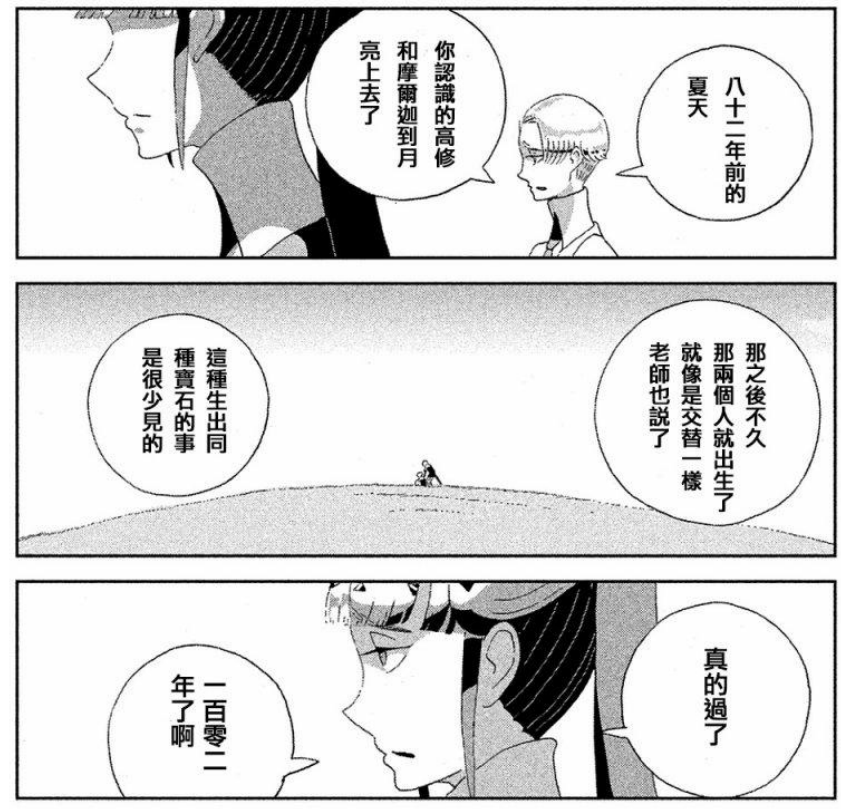 八十二年前的
夏天
你認識的高修
和摩爾迦到月
亮上去了
那之後不久
那兩個人就出生了
就像是交替一樣
老師也説了
這種生出同
種寶石的事
是很少見的
真的過了
一百零二
年了啊